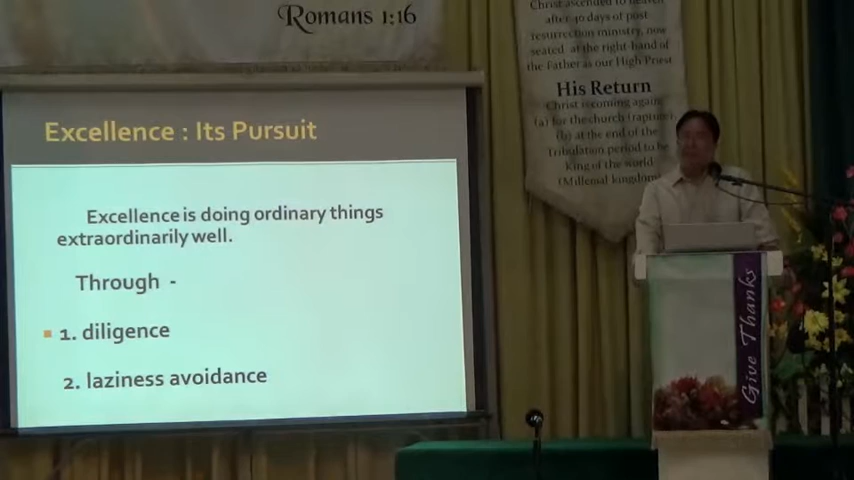 Romans 1:16
Christ ascended to heaven
after 40 days of post
resurrection ministry, now
seated at the right hand of
the Father as our High Priest
His Return
Christ is coming again
(a) for the church (rapture)
(b) at the end of the
Tribulation period to be
King of kings of the world
(Millenial kingdom)
Excellence : Its Pursuit
Excellence is doing ordinary things
extraordinarily well.
Through -
1. diligence
2. laziness avoidance
Give Thanks